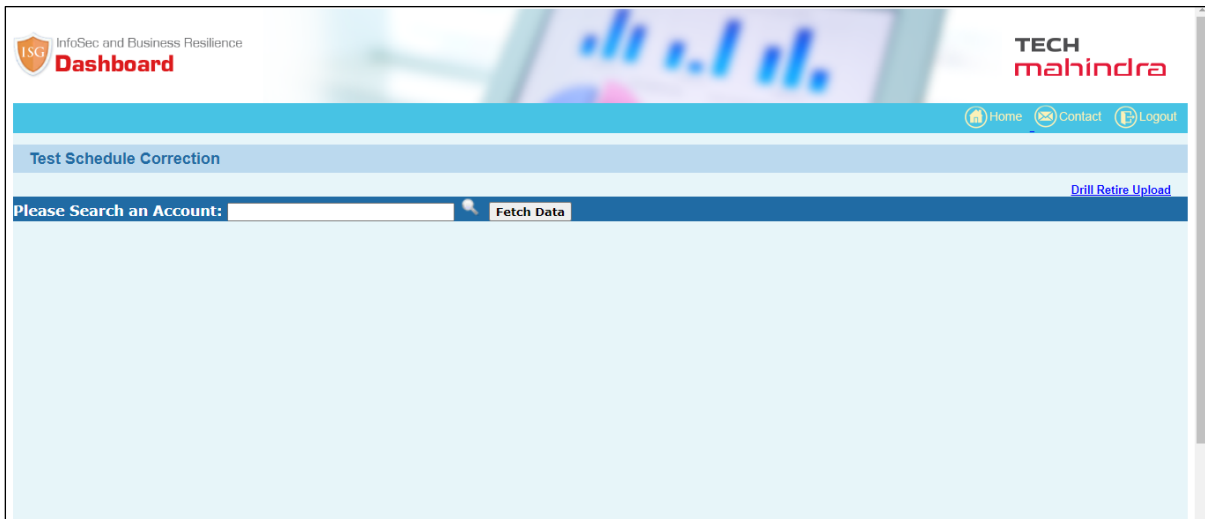 ISG
InfoSec and Business Resilience
Dashboard
TECH
mahindra
Home Contact Logout
Test Schedule Correction
Drill Retire Upload
Please Search an Account: Fetch Data